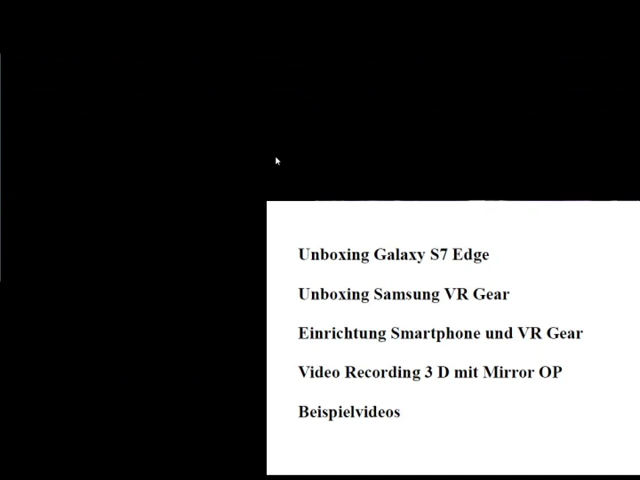 Unboxing Galaxy S7 Edge
Unboxing Samsung VR Gear
Einrichtung Smartphone und VR Gear
Video Recording 3 D mit Mirror OP
Beispielvideos